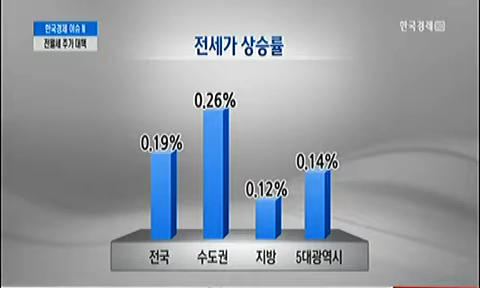 한국경제 이슈 N
전월세 추가 대책
한국경제
전세가 상승률
0.19%
0.26%
0.12%
0.14%
전국
수도권
지방
5대광역시